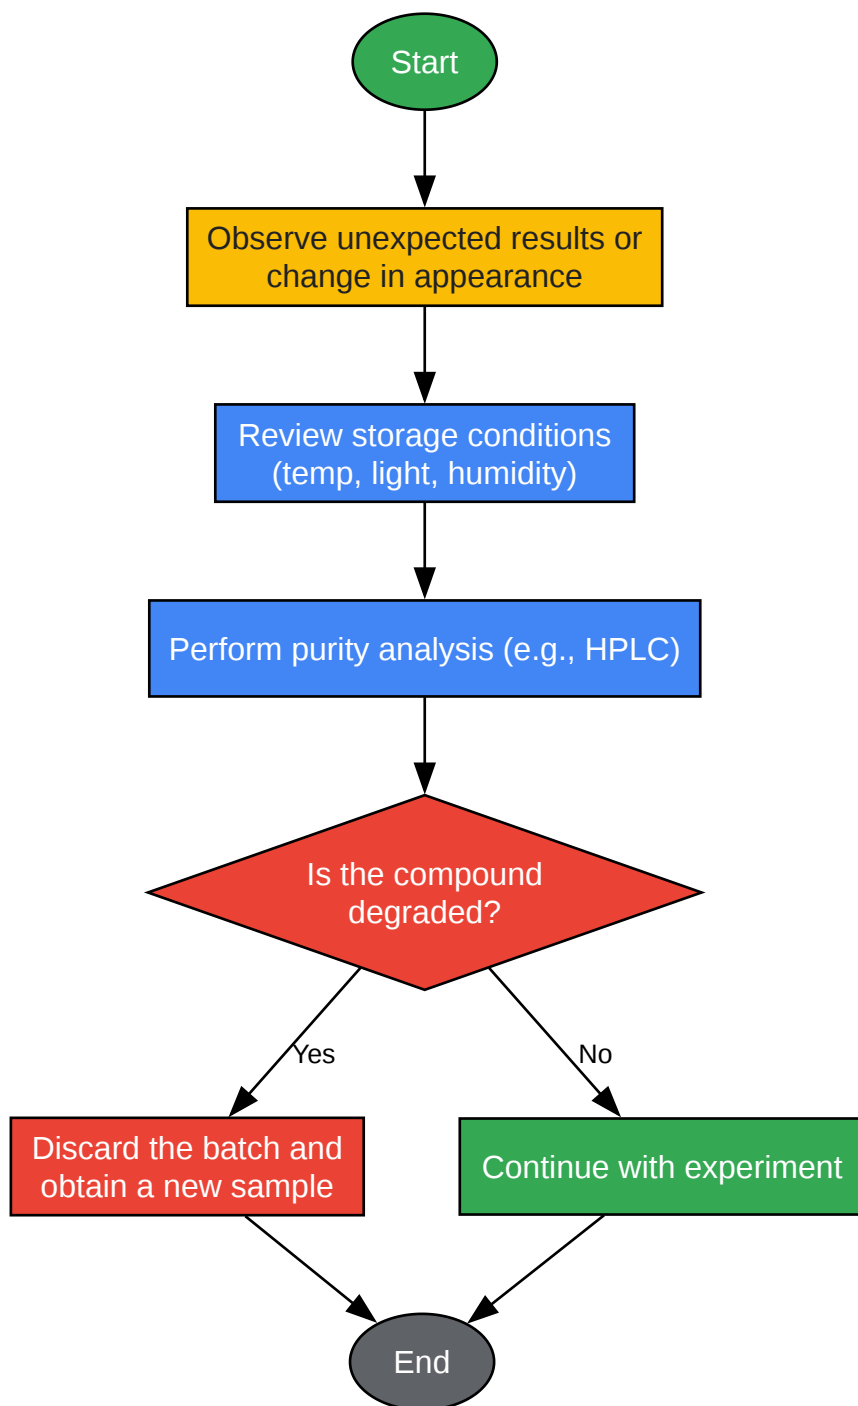 Start
Observe unexpected results or
change in appearance
Review storage conditions
(temp, light, humidity)
Perform purity analysis (e.g., HPLC)
Is the compound
degraded?
Yes
No
Discard the batch and
obtain a new sample
Continue with experiment
End